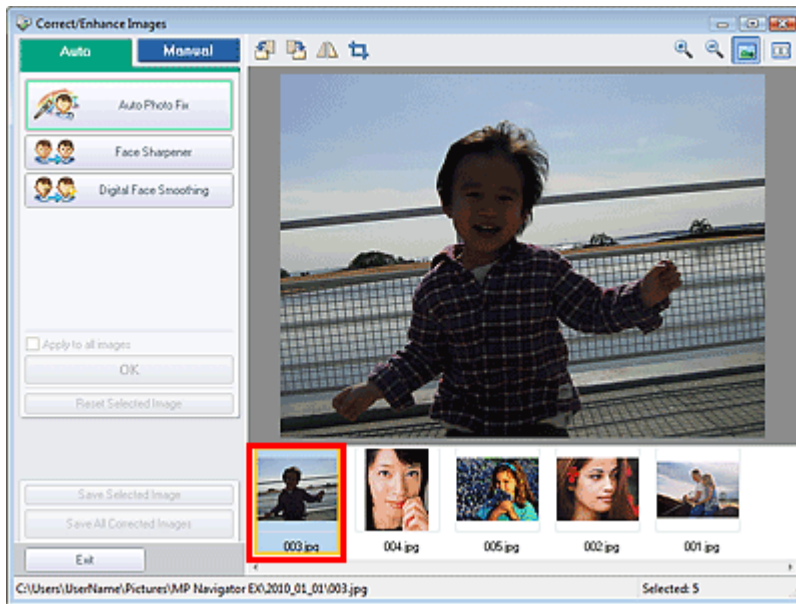 Correct/Enhance Images
Auto
Manual
Auto Photo Fix
Face Sharpener
Digital Face Smoothing
Apply to all images
OK
Reset Selected Image
Save Selected Image
Save All Corrected Images
Exit
003.jpg
004.jpg
005.jpg
002.jpg
001.jpg
C:\Users\UserName\Pictures\MP Navigator EX\2010_01_01\003.jpg
Selected: 5